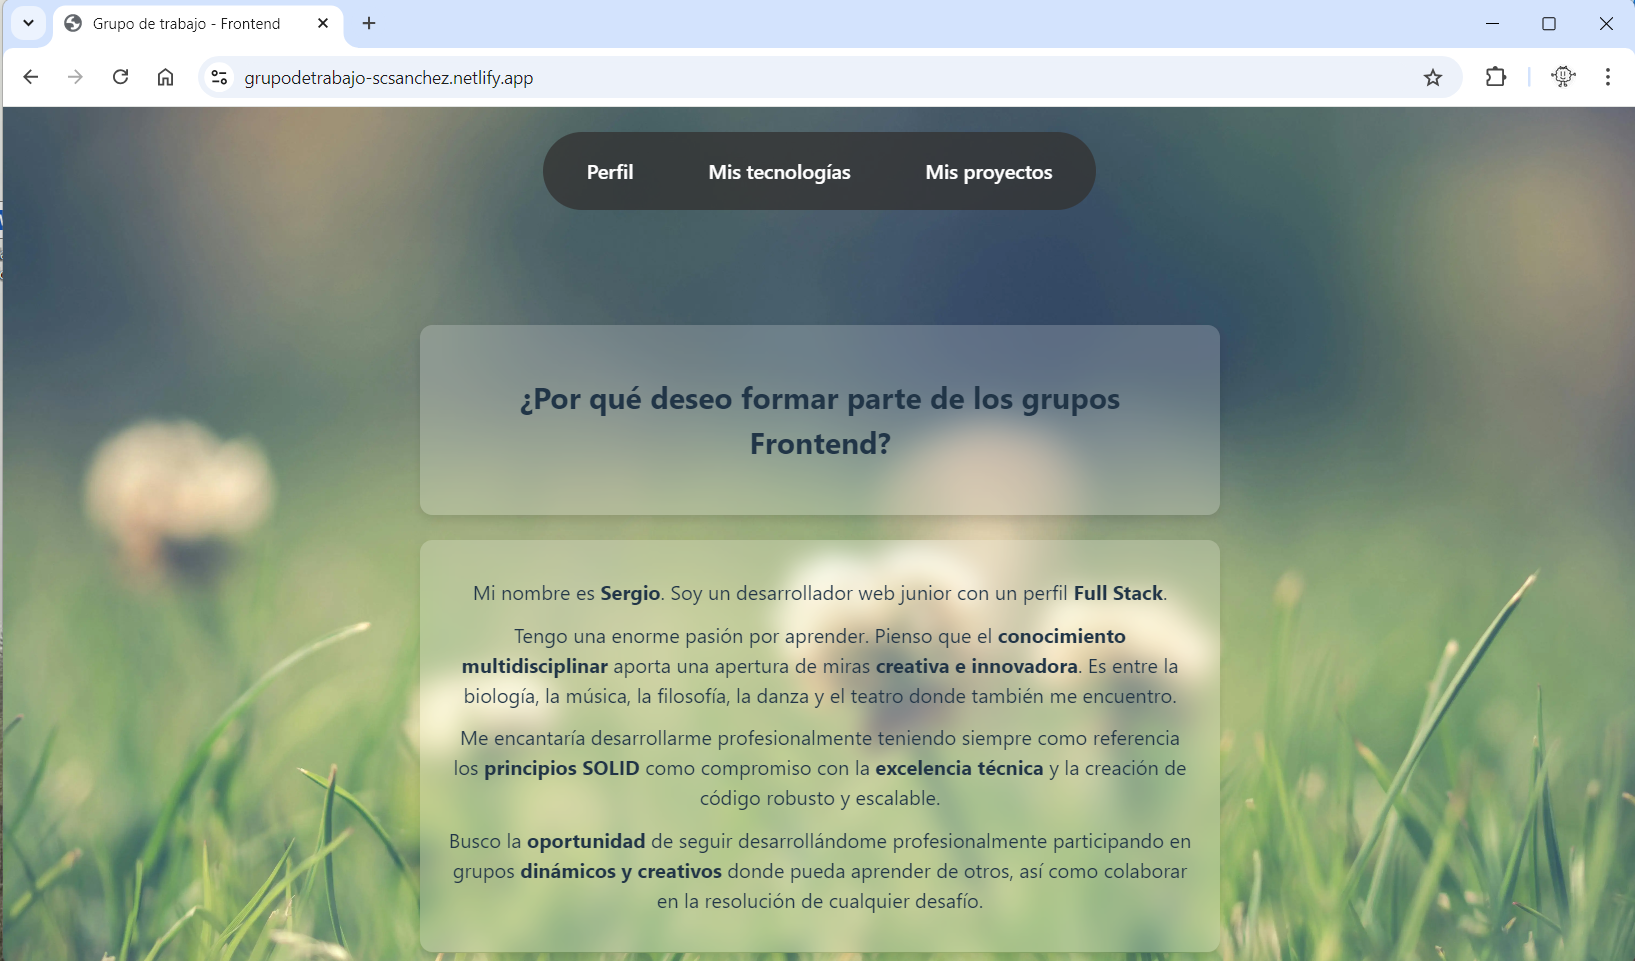 Grupo de trabajo - Frontend
grupodetrabajo-scsanchez.netlify.app
Perfil Mis tecnologías Mis proyectos
¿Por qué deseo formar parte de los grupos
Frontend?
Mi nombre es Sergio. Soy un desarrollador web junior con un perfil Full Stack.
Tengo una enorme pasión por aprender. Pienso que el conocimiento
multidisciplinar aporta una apertura de miras creativa e innovadora. Es entre la
biología, la música, la filosofía, la danza y el teatro donde también me encuentro.
Me encantaría desarrollarme profesionalmente teniendo siempre como referencia
los principios SOLID como compromiso con la excelencia técnica y la creación de
código robusto y escalable.
Busco la oportunidad de seguir desarrollándome profesionalmente participando en
grupos dinámicos y creativos donde pueda aprender de otros, así como colaborar
en la resolución de cualquier desafío.